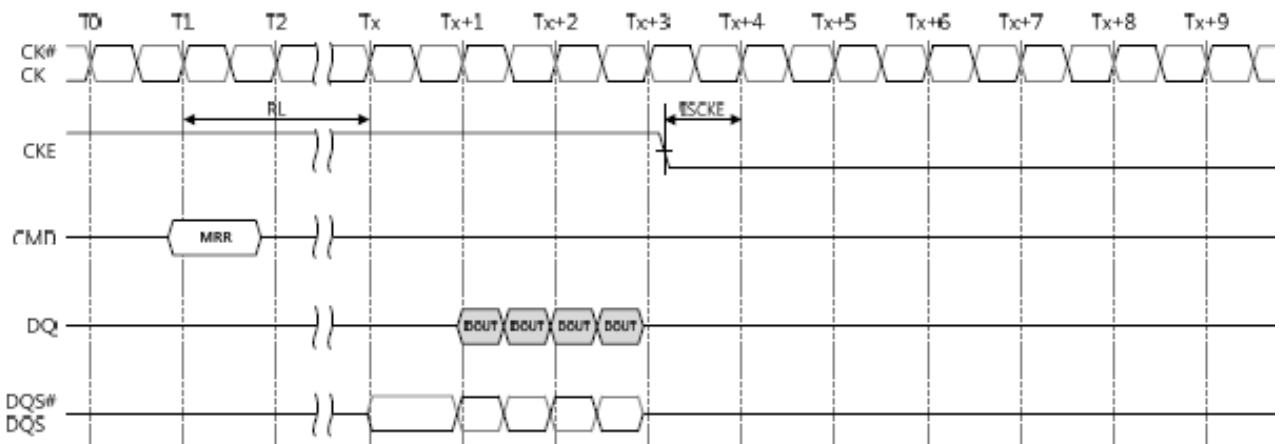 T0 T1 T2 Tx Tx+1 Tx+2 Tx+3 Tx+4 Tx+5 Tx+6 Tx+7 Tx+8 Tx+9
CK#
CK
RL tISCKE
CKE
CMD MRR
DQ DOUT DOUT DOUT DOUT
DQS#
DQS